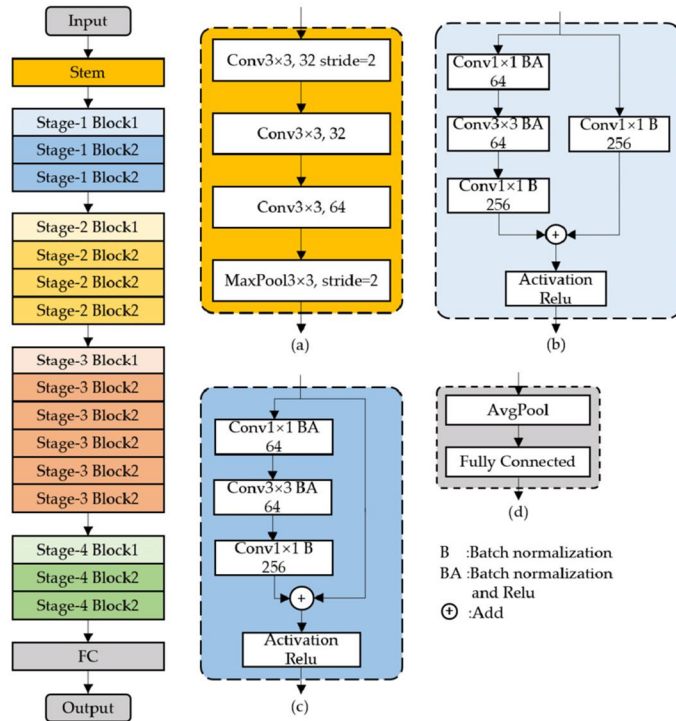 Input
Stem
Stage-1 Block1
Stage-1 Block2
Stage-1 Block2
Stage-2 Block1
Stage-2 Block2
Stage-2 Block2
Stage-2 Block2
Stage-3 Block1
Stage-3 Block2
Stage-3 Block2
Stage-3 Block2
Stage-3 Block2
Stage-3 Block2
Stage-4 Block1
Stage-4 Block2
Stage-4 Block2
FC
Output
Conv3×3, 32 stride=2
Conv3×3, 32
Conv3×3, 64
MaxPool3×3, stride=2
(a)
Conv1×1 BA
64
Conv3×3 BA
64
Conv1×1 B
256
Conv1×1 B
256
+
Activation
Relu
(b)
Conv1×1 BA
64
Conv3×3 BA
64
Conv1×1 B
256
+
Activation
Relu
(c)
AvgPool
Fully Connected
(d)
B :Batch normalization
BA :Batch normalization
and Relu
+ :Add